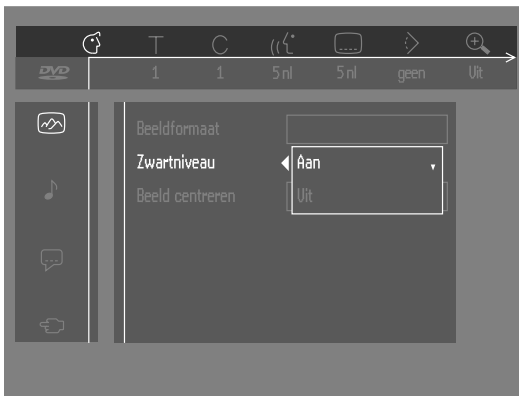 T C
DVD 1 1 5 nl 5 nl geen Uit
Beeldformaat
Zwartniveau Aan
Beeld centreren Uit